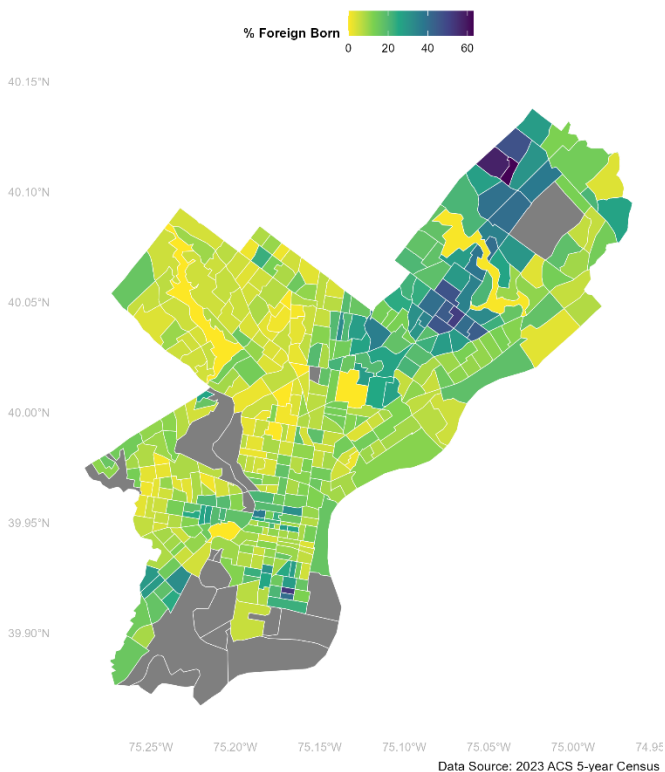 % Foreign Born
0 20 40 60
40.15°N
40.10°N
40.05°N
40.00°N
39.95°N
39.90°N
75.25°W 75.20°W 75.15°W 75.10°W 75.05°W 75.00°W 74.95
Data Source: 2023 ACS 5-year Census